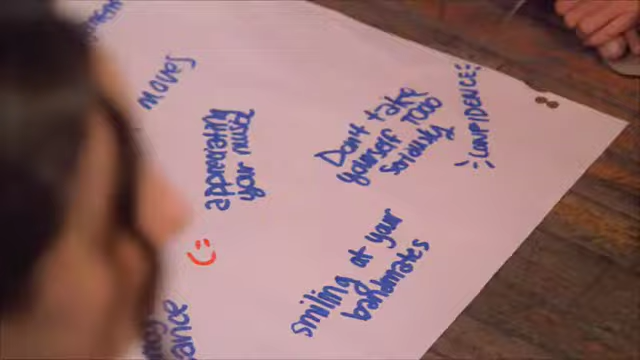 moves
appreciating
your music
Don't take
yourself TOO
seriously
CONFIDENCE
smiling at your
bandmates